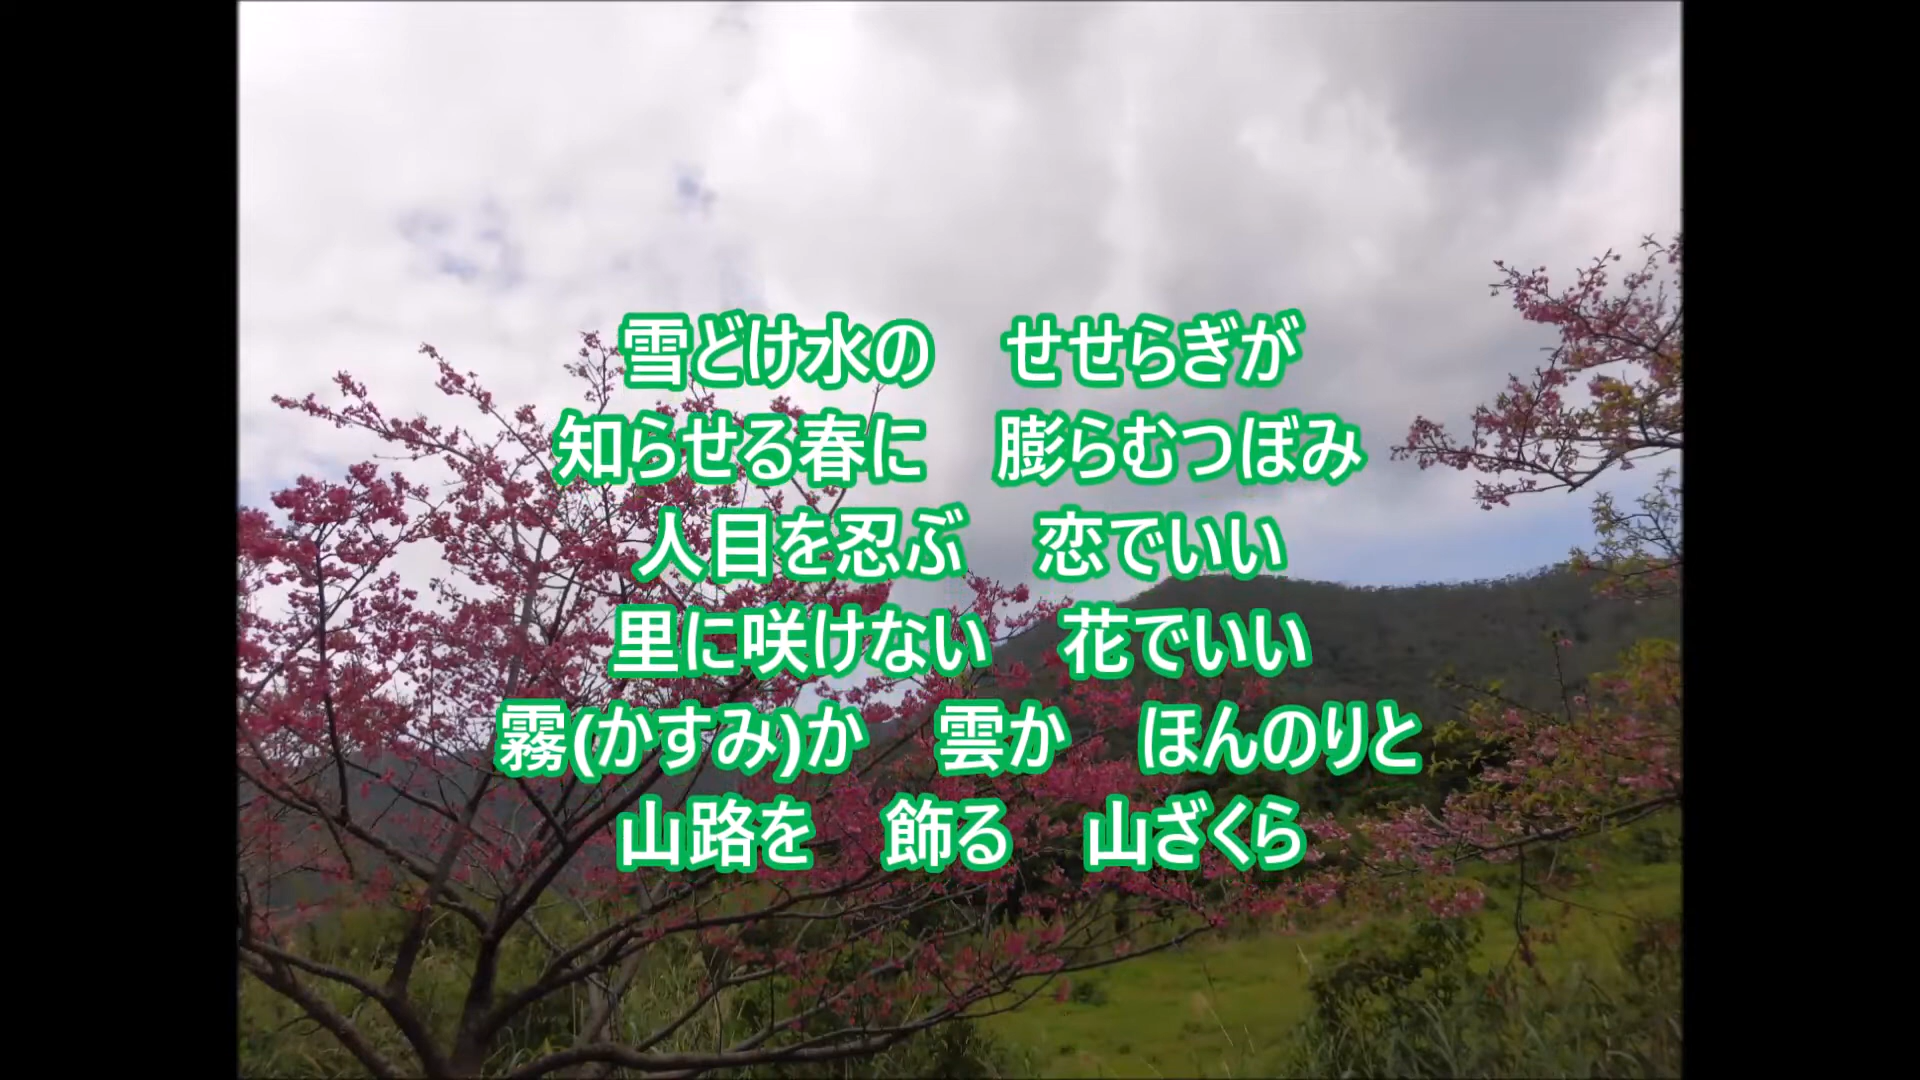 雪どけ水の　せせらぎが
知らせる春に　膨らむつぼみ
人目を忍ぶ　恋でいい
里に咲けない　花でいい
霧(かすみ)か　雲か　ほんのりと
山路を　飾る　山ざくら